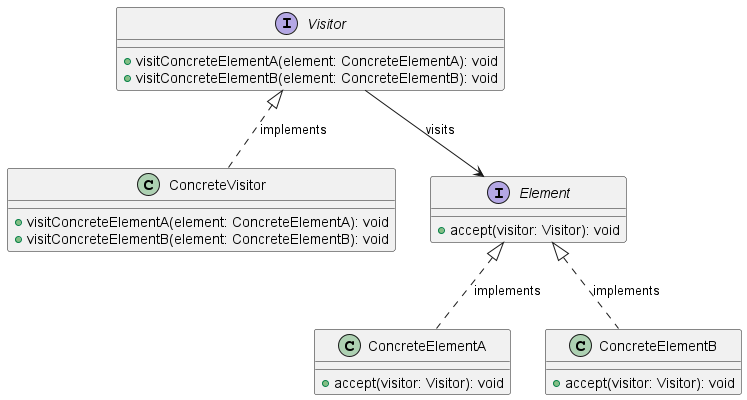 I Visitor
visitConcreteElementA(element: ConcreteElementA): void
visitConcreteElementB(element: ConcreteElementB): void
implements
visits
C ConcreteVisitor
visitConcreteElementA(element: ConcreteElementA): void
visitConcreteElementB(element: ConcreteElementB): void
I Element
accept(visitor: Visitor): void
implements
implements
C ConcreteElementA
accept(visitor: Visitor): void
C ConcreteElementB
accept(visitor: Visitor): void